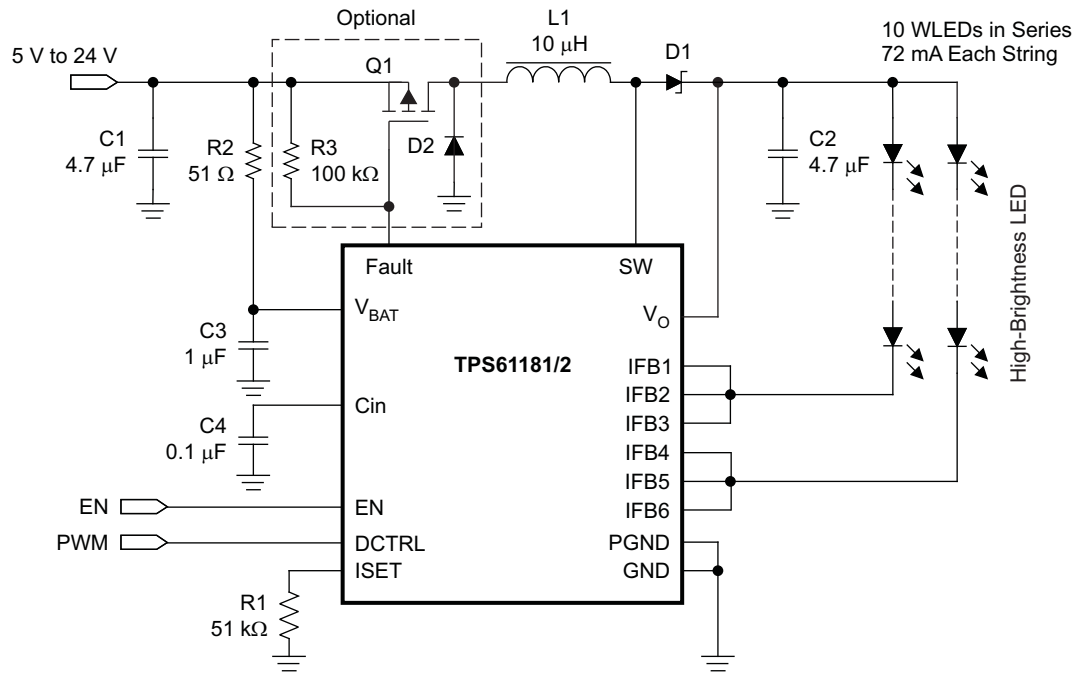 Optional
5 V to 24 V
L1
10 μH
10 WLEDs in Series
72 mA Each String
Q1
D1
C1
4.7 μF
R2
51 Ω
R3
100 kΩ
D2
C2
4.7 μF
High-Brightness LED
Fault
SW
VBAT
VO
C3
1 μF
TPS61181/2
IFB1
IFB2
IFB3
Cin
C4
0.1 μF
IFB4
IFB5
IFB6
EN
EN
PWM
DCTRL
PGND
ISET
GND
R1
51 kΩ